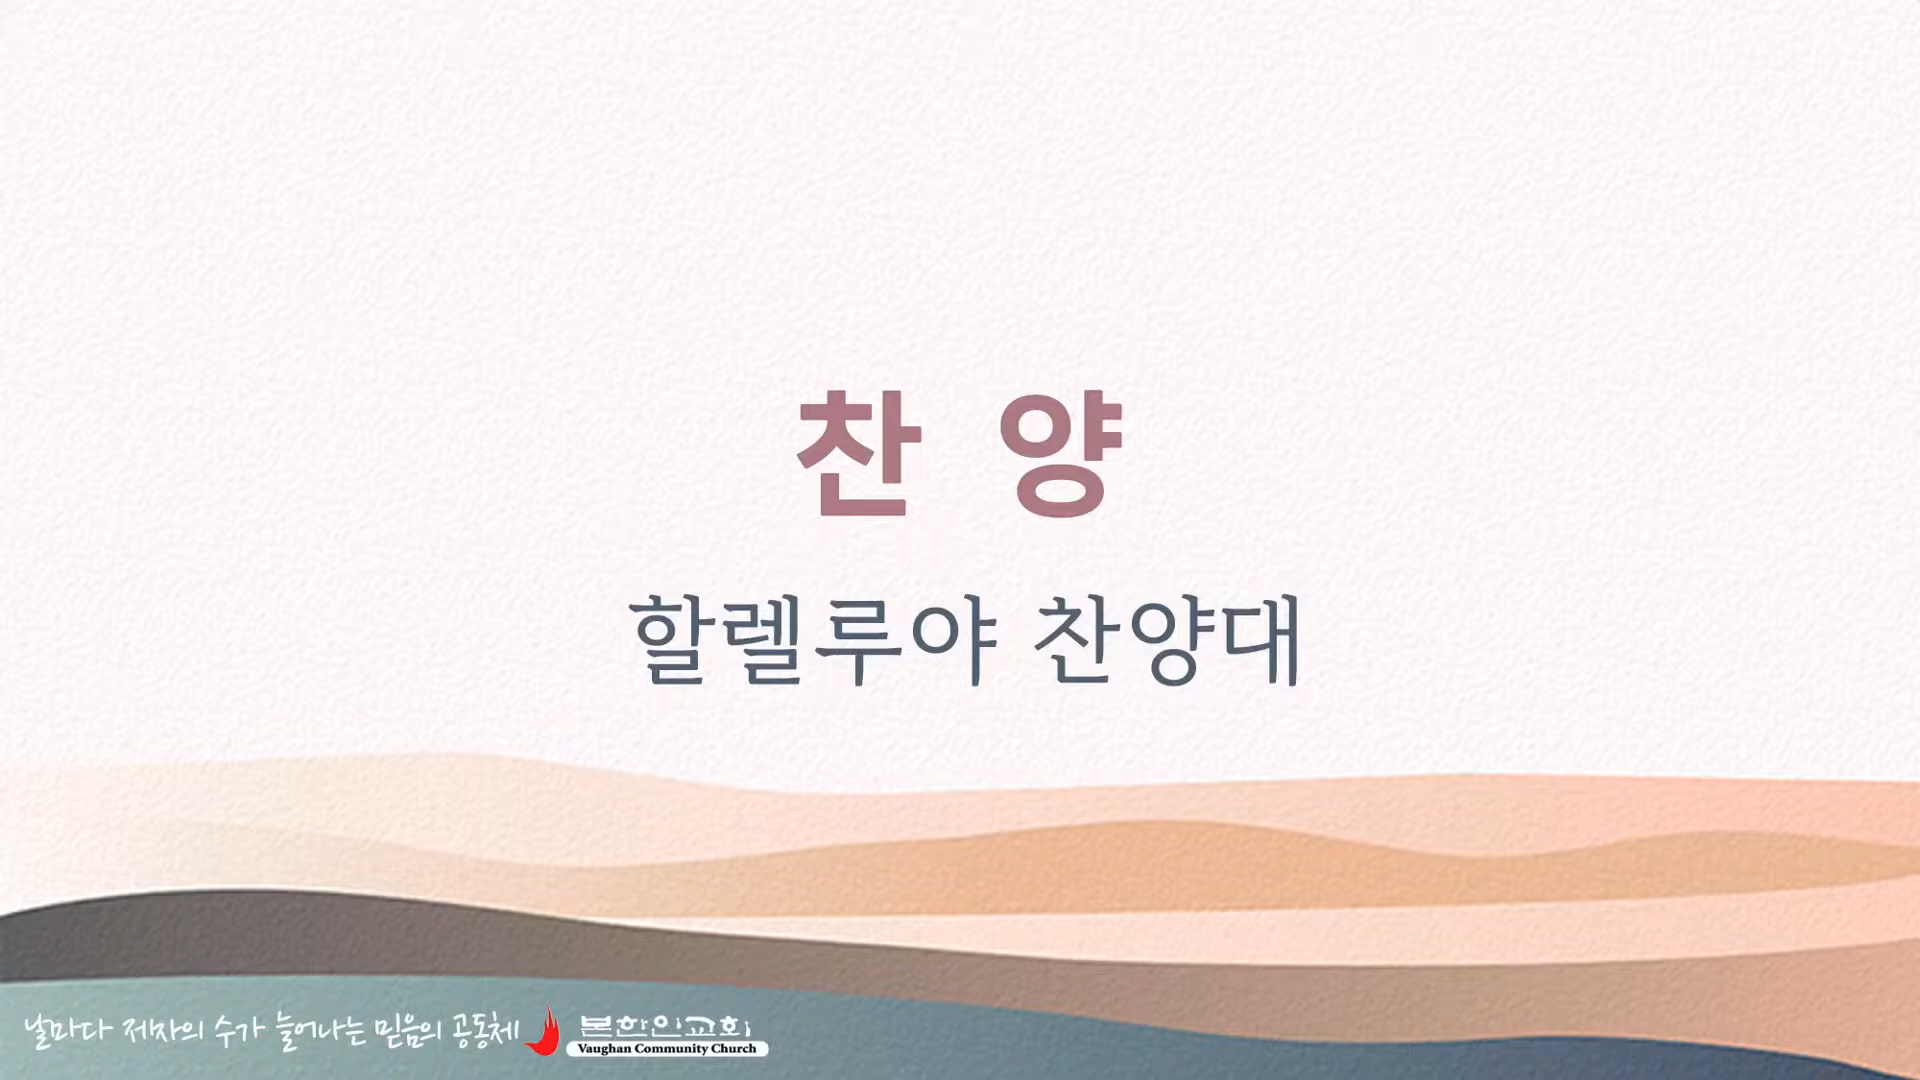 찬 양
할렐루야 찬양대
날마다 제자의 수가 늘어나는 믿음의 공동체
본한인교회
Vaughan Community Church